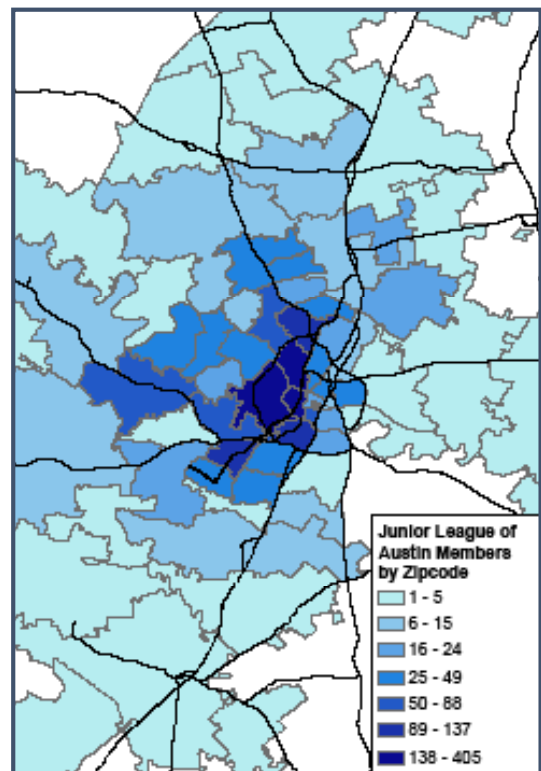 Junior League of
Austin Members
by Zipcode
1 - 5
6 - 15
16 - 24
25 - 49
50 - 88
89 - 137
138 - 405